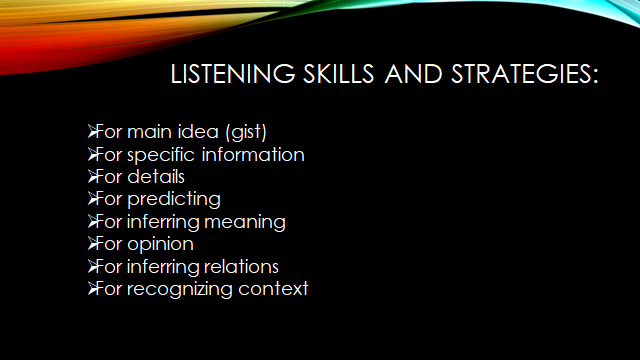 LISTENING SKILLS AND STRATEGIES:
➢For main idea (gist)
➢For specific information
➢For details
➢For predicting
➢For inferring meaning
➢For opinion
➢For inferring relations
➢For recognizing context